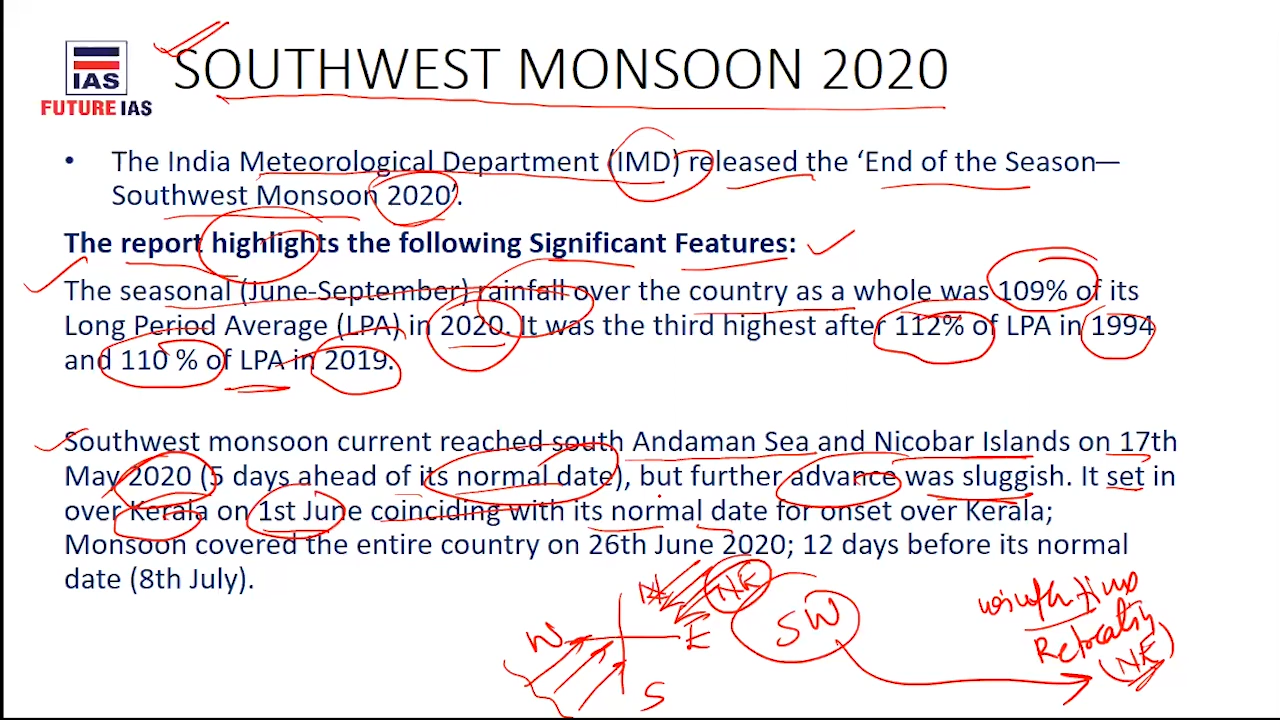 SOUTHWEST MONSOON 2020
IAS
FUTURE IAS
• The India Meteorological Department (IMD) released the ‘End of the Season—
Southwest Monsoon 2020’.
The report highlights the following Significant Features:
The seasonal (June-September) rainfall over the country as a whole was 109% of its
Long Period Average (LPA) in 2020. It was the third highest after 112% of LPA in 1994
and 110 % of LPA in 2019.
Southwest monsoon current reached south Andaman Sea and Nicobar Islands on 17th
May 2020 (5 days ahead of its normal date), but further advance was sluggish. It set in
over Kerala on 1st June coinciding with its normal date for onset over Kerala;
Monsoon covered the entire country on 26th June 2020; 12 days before its normal
date (8th July).
N
NE
W
E
S
SW
(NE)